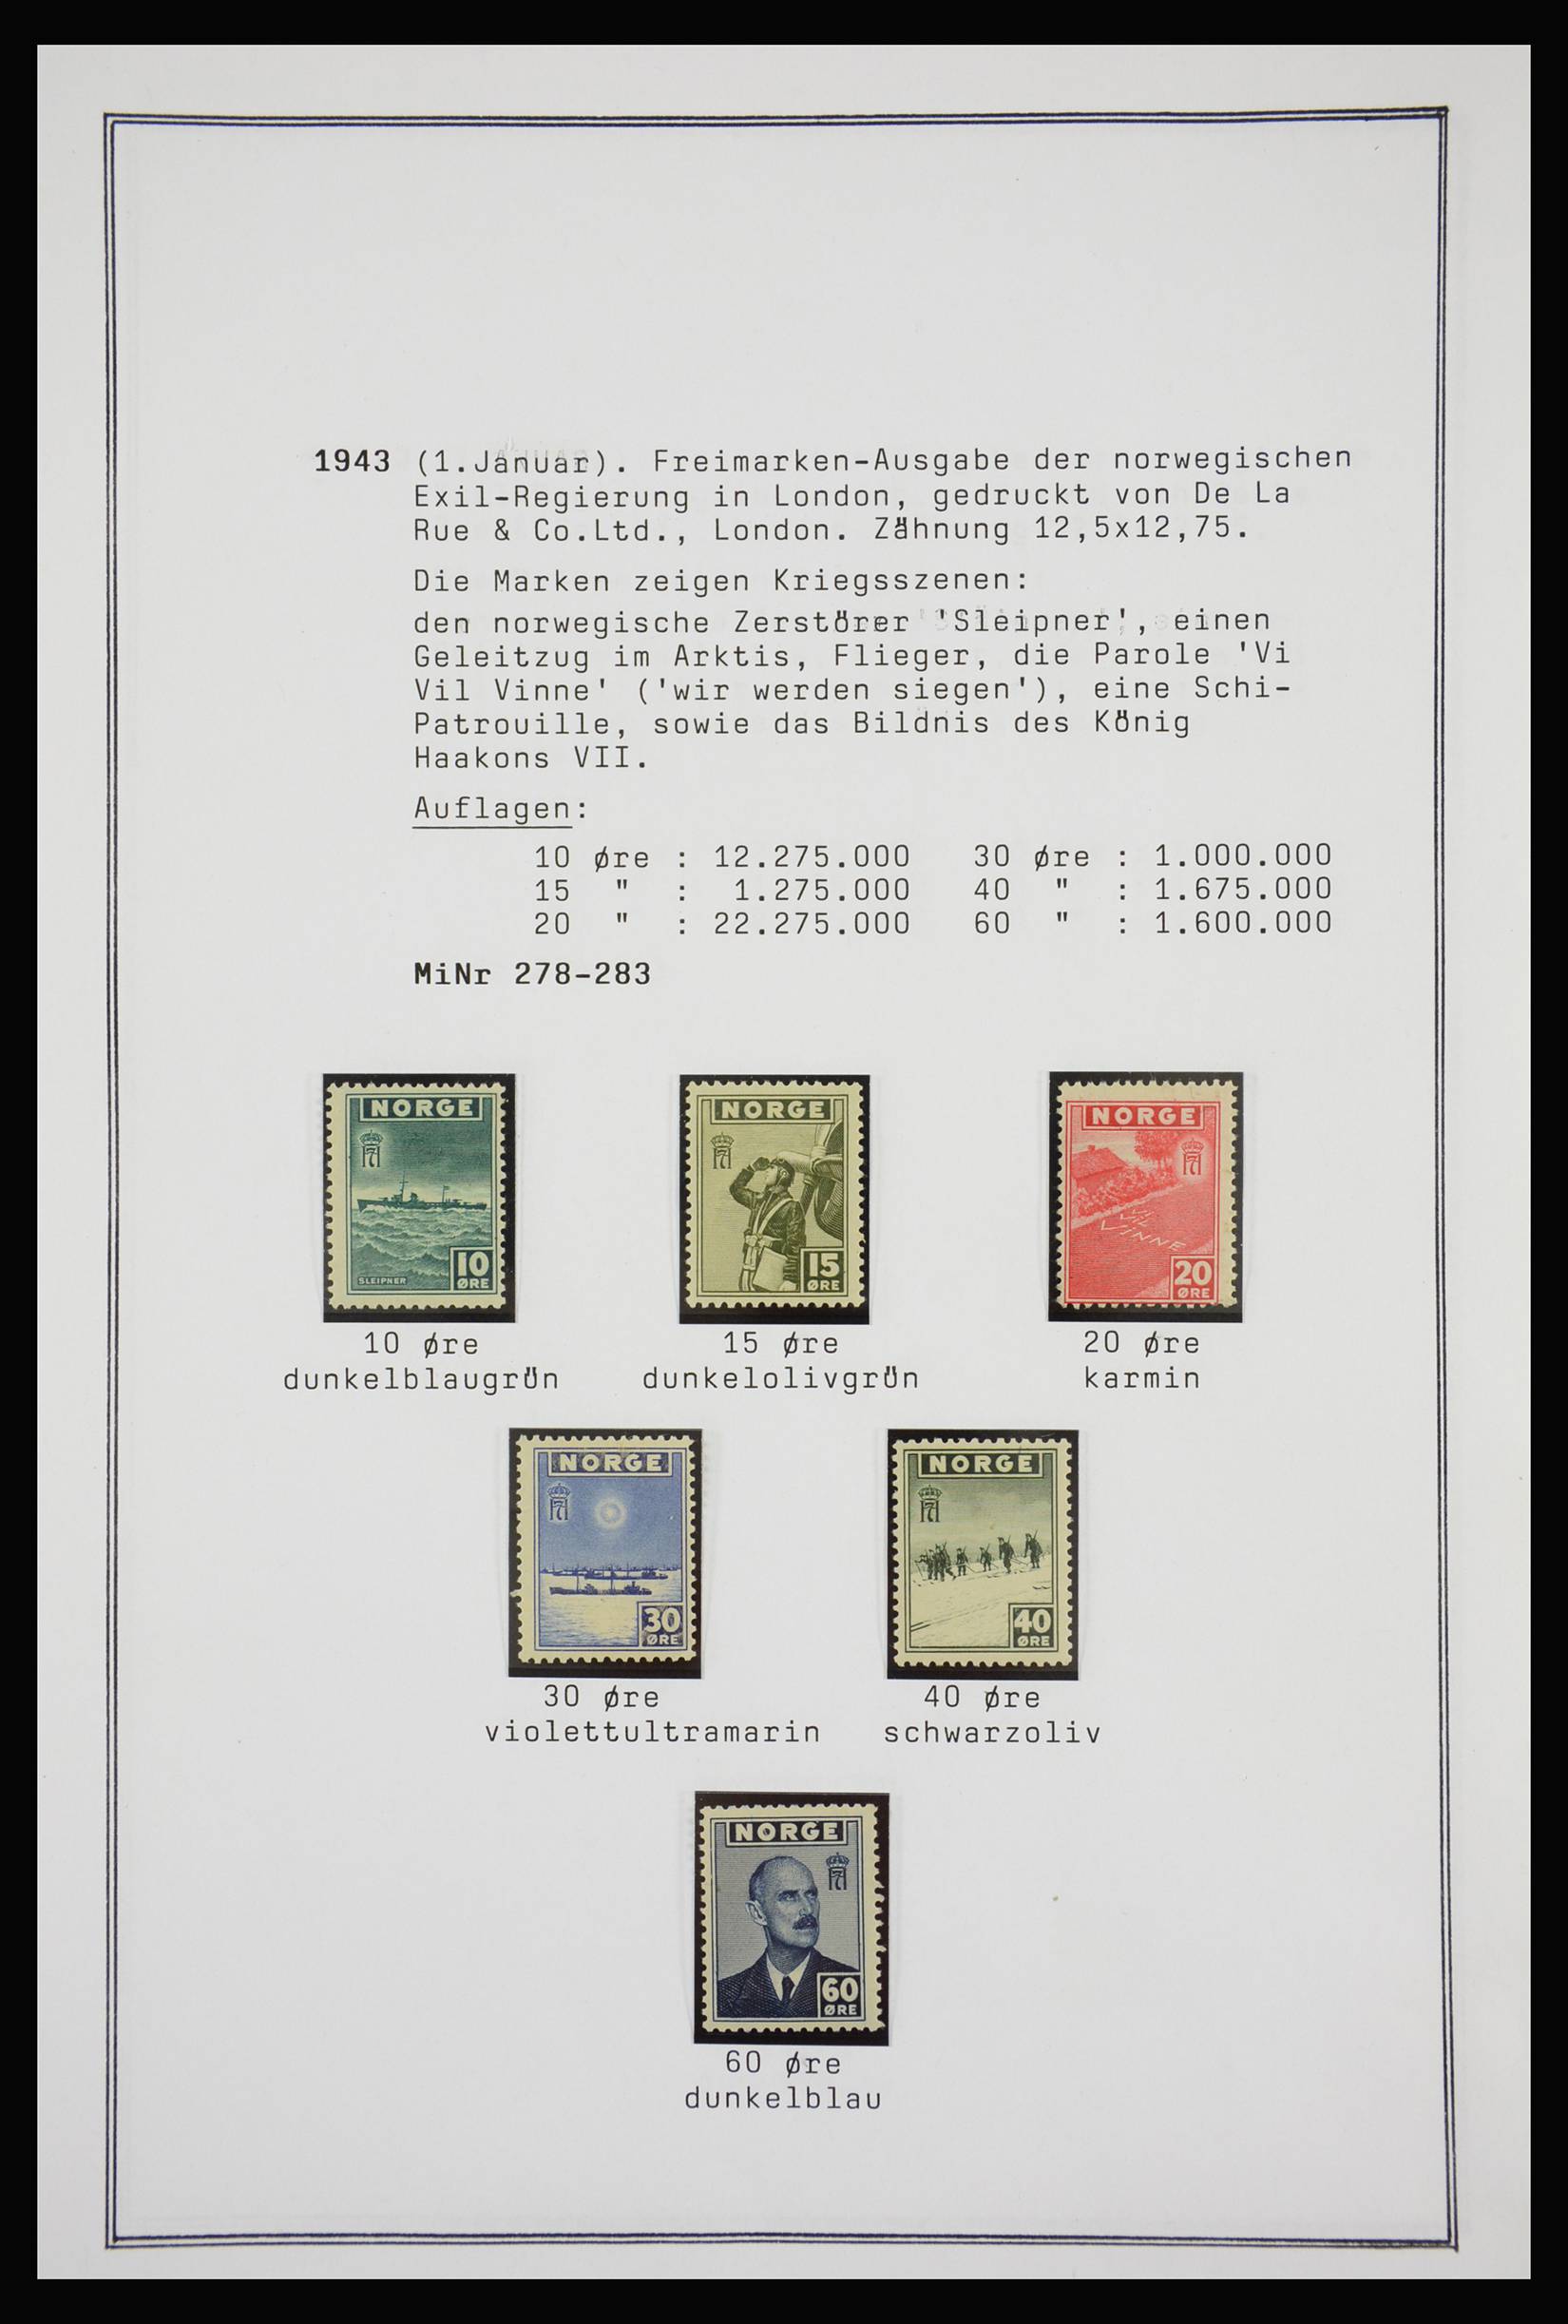 1943 (1.Januar). Freimarken-Ausgabe der norwegischen
Exil-Regierung in London, gedruckt von De La
Rue & Co.Ltd., London. Zähnung 12,5x12,75.
Die Marken zeigen Kriegsszenen:
den norwegische Zerstörer 'Sleipner', einen
Geleitzug im Arktis, Flieger, die Parole 'Vi
Vil Vinne' ('wir werden siegen'), eine Schi-
Patrouille, sowie das Bildnis des König
Haakons VII.
Auflagen:
10 øre : 12.275.000 30 øre : 1.000.000
15 " : 1.275.000 40 " : 1.675.000
20 " : 22.275.000 60 " : 1.600.000
MiNr 278-283
NORGE
H7
SLEIPNER
10
ØRE
NORGE
H7
15
ØRE
NORGE
H7
VI
VIL
VINNE
20
ØRE
10 øre 15 øre 20 øre
dunkelblaugrün dunkelolivgrün karmin
NORGE
H7
30
ØRE
NORGE
H7
40
ØRE
30 øre 40 øre
violettultramarin schwarzoliv
NORGE
H7
60
ØRE
60 øre
dunkelblau